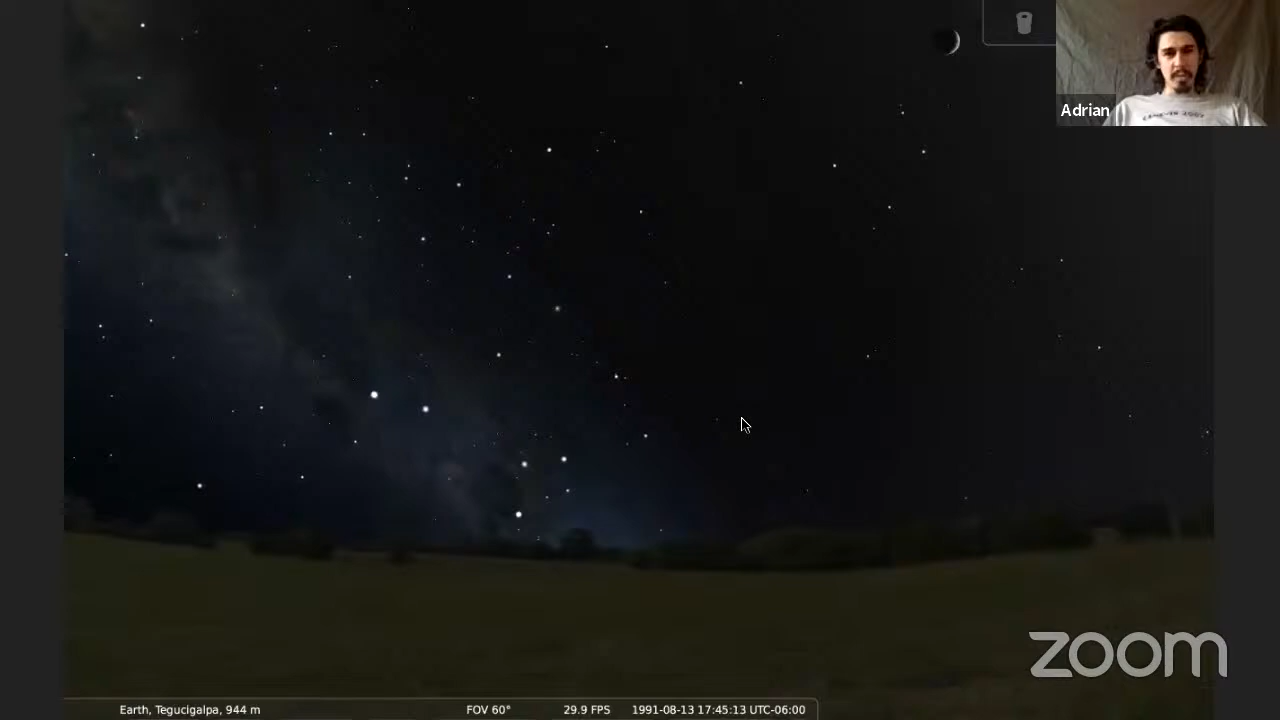 Adrian
zoom
Earth, Tegucigalpa, 944 m FOV 60° 29.9 FPS 1991-08-13 17:45:13 UTC-06:00